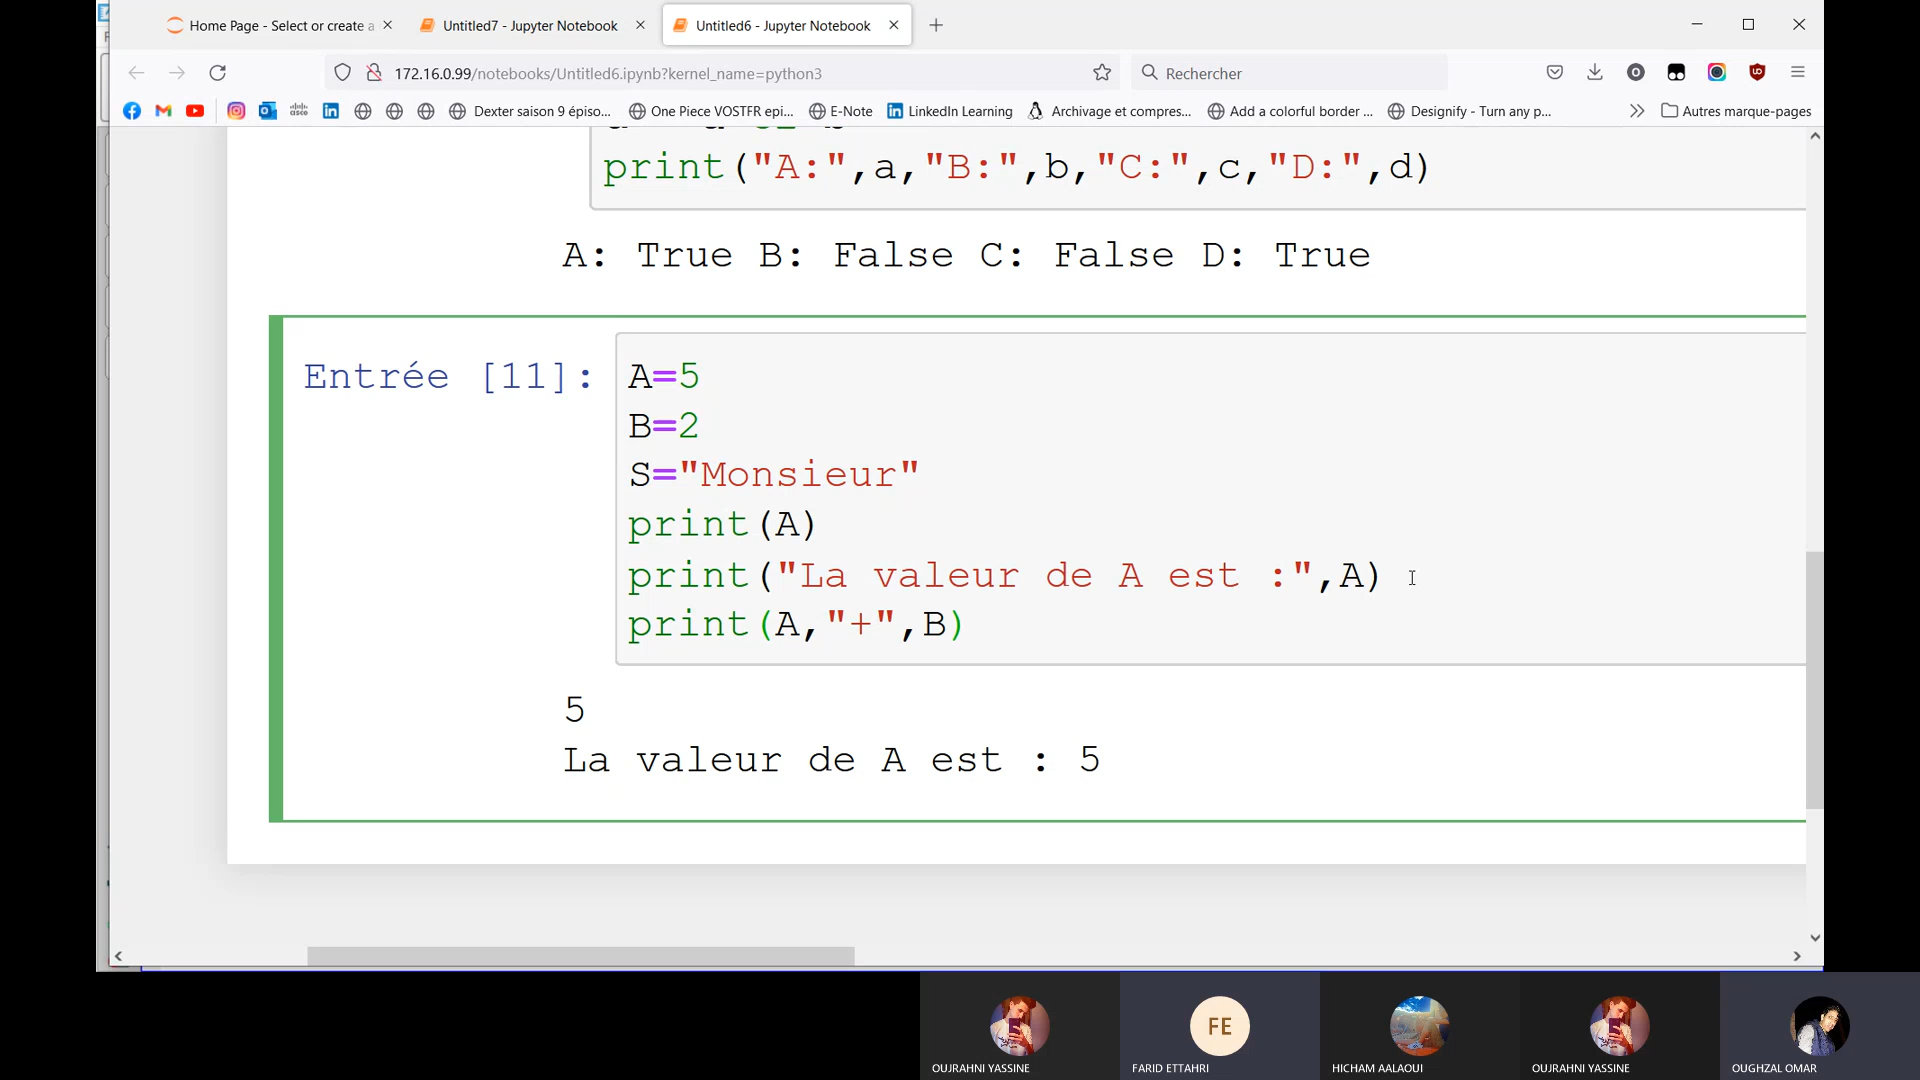 Home Page - Select or create a
Untitled7 - Jupyter Notebook
Untitled6 - Jupyter Notebook
172.16.0.99/notebooks/Untitled6.ipynb?kernel_name=python3
Rechercher
Dexter saison 9 épiso...
One Piece VOSTFR epi...
E-Note
LinkedIn Learning
Archivage et compres...
Add a colorful border ...
Designify - Turn any p...
Autres marque-pages
print("A:",a,"B:",b,"C:",c,"D:",d)
A: True B: False C: False D: True
Entrée [11]:
A=5
B=2
S="Monsieur"
print(A)
print("La valeur de A est :",A)
print(A,"+",B)
5
La valeur de A est : 5
FE
OUJRAHNI YASSINE
FARID ETTAHRI
HICHAM AALAOUI
OUJRAHNI YASSINE
OUGHZAL OMAR